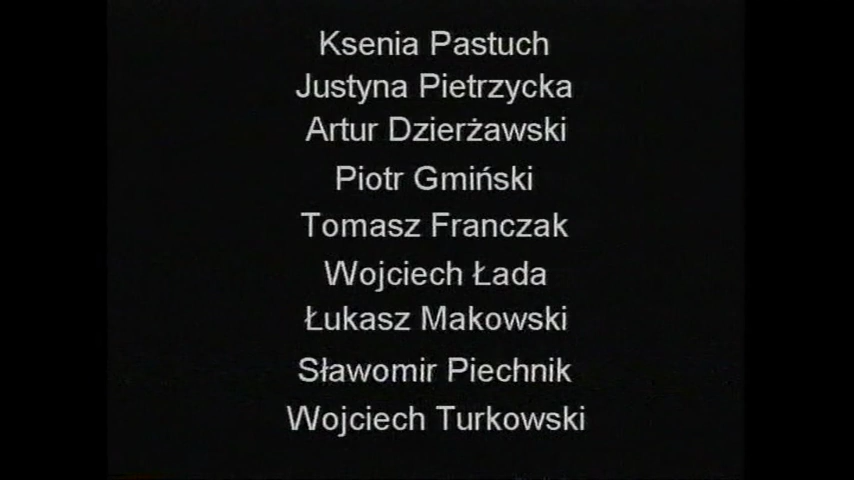 Ksenia Pastuch
Justyna Pietrzycka
Artur Dzierżawski
Piotr Gmiński
Tomasz Franczak
Wojciech Łada
Łukasz Makowski
Sławomir Piechnik
Wojciech Turkowski